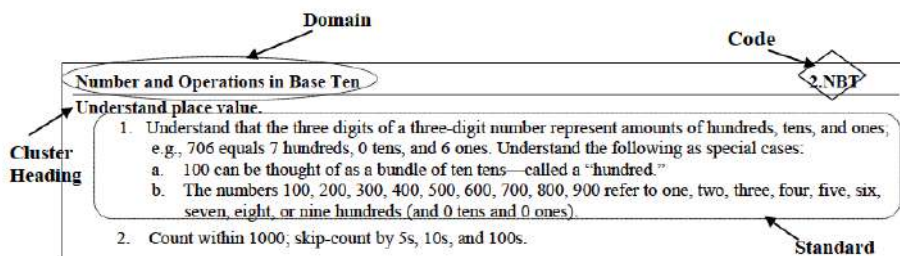 Domain
Code
Number and Operations in Base Ten 2.NBT
Understand place value.
1. Understand that the three digits of a three-digit number represent amounts of hundreds, tens, and ones;
e.g., 706 equals 7 hundreds, 0 tens, and 6 ones. Understand the following as special cases:
Cluster
Heading
a. 100 can be thought of as a bundle of ten tens—called a “hundred.”
b. The numbers 100, 200, 300, 400, 500, 600, 700, 800, 900 refer to one, two, three, four, five, six,
seven, eight, or nine hundreds (and 0 tens and 0 ones).
2. Count within 1000; skip-count by 5s, 10s, and 100s.
Standard